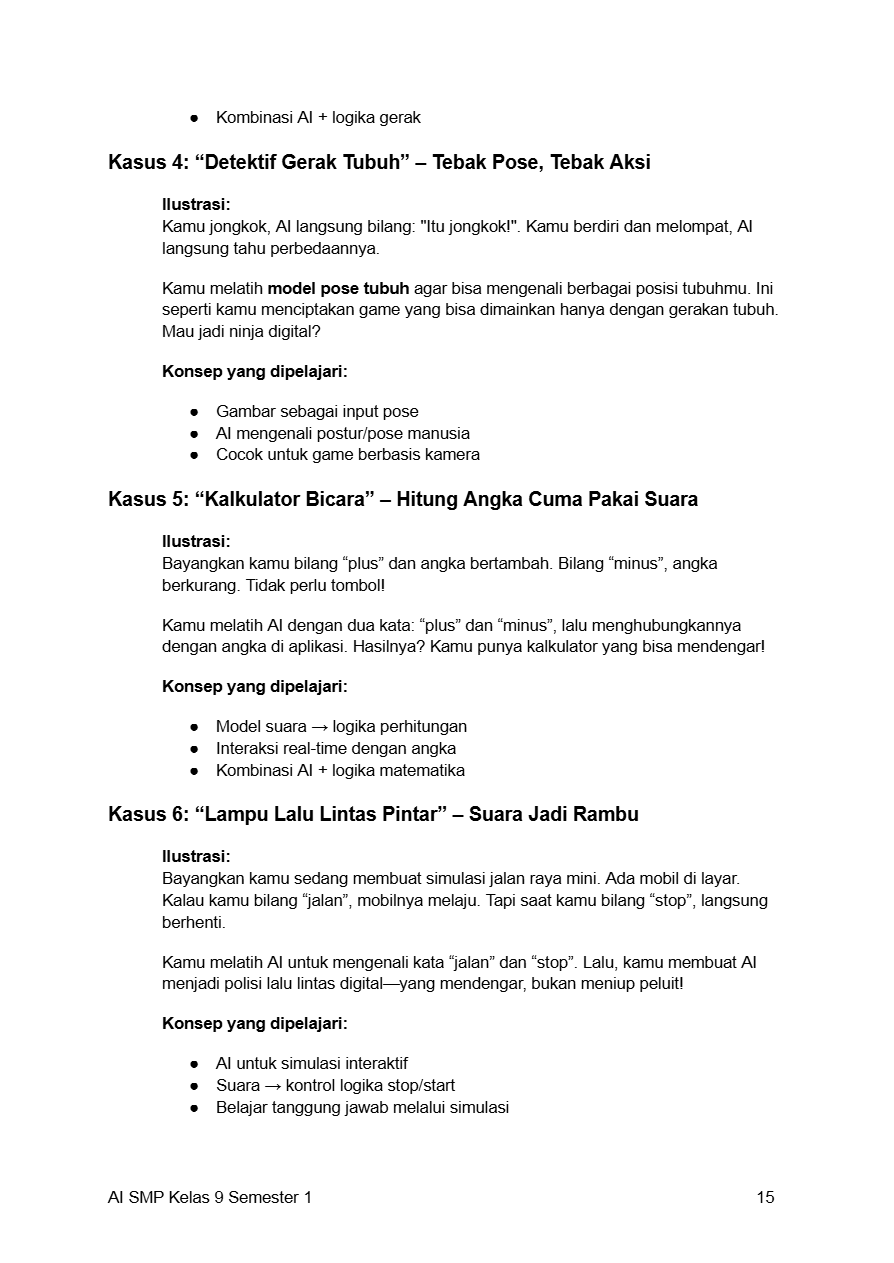 ● Kombinasi AI + logika gerak
Kasus 4: “Detektif Gerak Tubuh” – Tebak Pose, Tebak Aksi
Ilustrasi:
Kamu jongkok, AI langsung bilang: "Itu jongkok!". Kamu berdiri dan melompat, AI
langsung tahu perbedaannya.
Kamu melatih model pose tubuh agar bisa mengenali berbagai posisi tubuhmu. Ini
seperti kamu menciptakan game yang bisa dimainkan hanya dengan gerakan tubuh.
Mau jadi ninja digital?
Konsep yang dipelajari:
● Gambar sebagai input pose
● AI mengenali postur/pose manusia
● Cocok untuk game berbasis kamera
Kasus 5: “Kalkulator Bicara” – Hitung Angka Cuma Pakai Suara
Ilustrasi:
Bayangkan kamu bilang “plus” dan angka bertambah. Bilang “minus”, angka
berkurang. Tidak perlu tombol!
Kamu melatih AI dengan dua kata: “plus” dan “minus”, lalu menghubungkannya
dengan angka di aplikasi. Hasilnya? Kamu punya kalkulator yang bisa mendengar!
Konsep yang dipelajari:
● Model suara → logika perhitungan
● Interaksi real-time dengan angka
● Kombinasi AI + logika matematika
Kasus 6: “Lampu Lalu Lintas Pintar” – Suara Jadi Rambu
Ilustrasi:
Bayangkan kamu sedang membuat simulasi jalan raya mini. Ada mobil di layar.
Kalau kamu bilang “jalan”, mobilnya melaju. Tapi saat kamu bilang “stop”, langsung
berhenti.
Kamu melatih AI untuk mengenali kata “jalan” dan “stop”. Lalu, kamu membuat AI
menjadi polisi lalu lintas digital—yang mendengar, bukan meniup peluit!
Konsep yang dipelajari:
● AI untuk simulasi interaktif
● Suara → kontrol logika stop/start
● Belajar tanggung jawab melalui simulasi
AI SMP Kelas 9 Semester 1 15